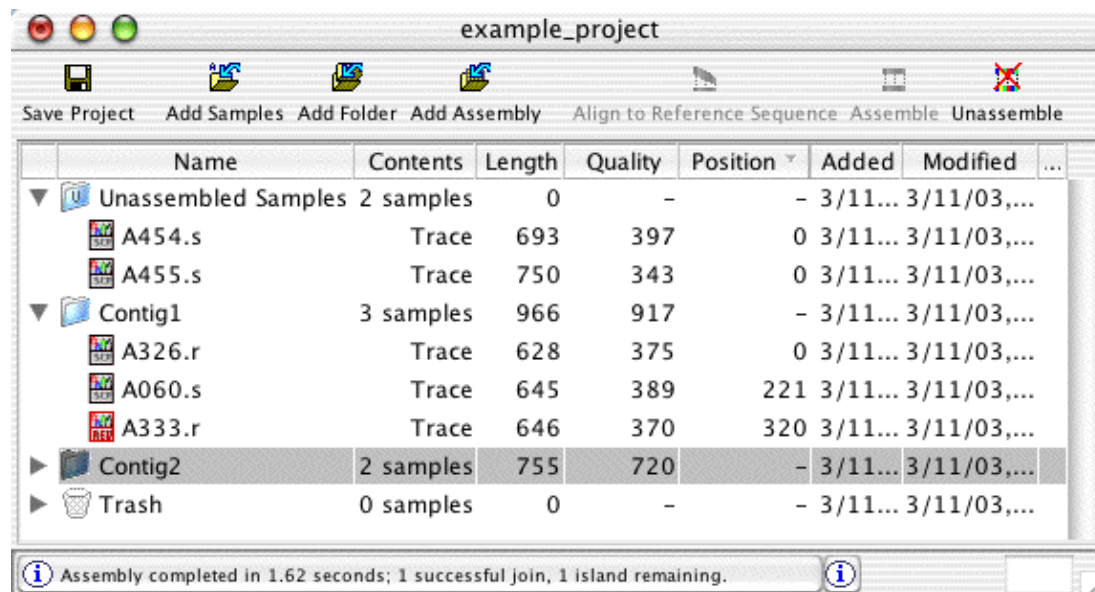 example_project
Save Project Add Samples Add Folder Add Assembly Align to Reference Sequence Assemble Unassemble
Name Contents Length Quality Position Added Modified ...
Unassembled Samples 2 samples 0 – – 3/11... 3/11/03,...
A454.s Trace 693 397 0 3/11... 3/11/03,...
A455.s Trace 750 343 0 3/11... 3/11/03,...
Contig1 3 samples 966 917 – 3/11... 3/11/03,...
A326.r Trace 628 375 0 3/11... 3/11/03,...
A060.s Trace 645 389 221 3/11... 3/11/03,...
A333.r Trace 646 370 320 3/11... 3/11/03,...
Contig2 2 samples 755 720 – 3/11... 3/11/03,...
Trash 0 samples 0 – – 3/11... 3/11/03,...
Assembly completed in 1.62 seconds; 1 successful join, 1 island remaining.